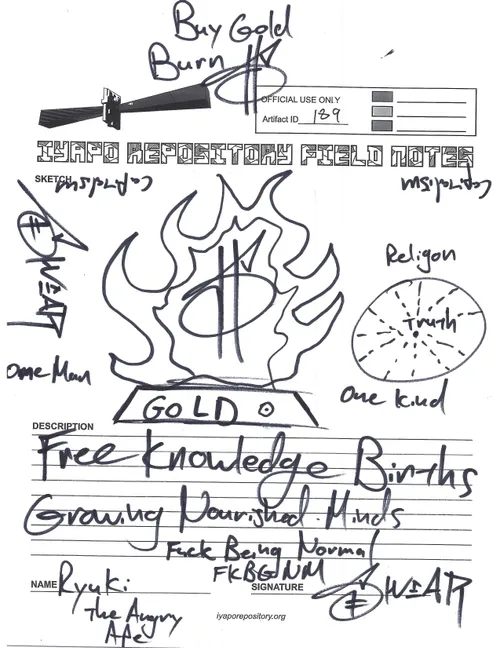 Buy Gold
Burn
OFFICIAL USE ONLY
Artifact ID 189
IYAPO REPOSITORY FIELD NOTES
SKETCH
Capitalism
Capitalism
Religon
Truth
One Man
One Kind
GOLD
DESCRIPTION
Free Knowledge Births
Growing Nourished Minds
Fuck Being Normal
FKBGNM
NAME Ryuki
The Angry
Ape
SIGNATURE
iyaporepository.org